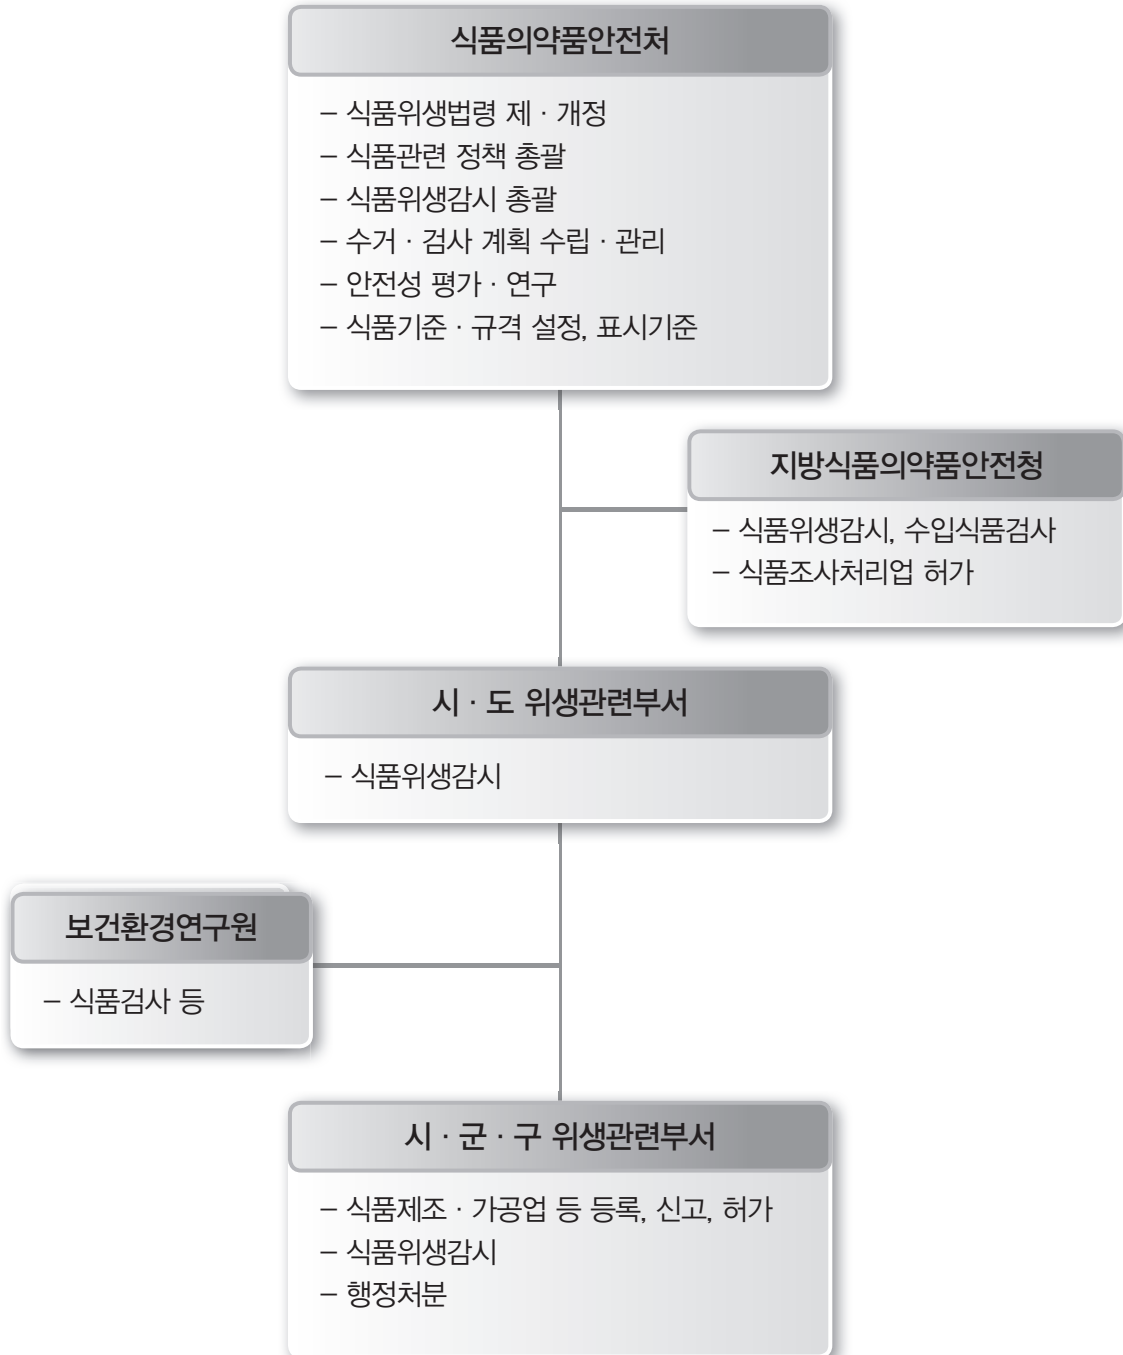 식품의약품안전처
– 식품위생법령 제 · 개정
– 식품관련 정책 총괄
– 식품위생감시 총괄
– 수거 · 검사 계획 수립 · 관리
– 안전성 평가 · 연구
– 식품기준 · 규격 설정, 표시기준
지방식품의약품안전청
– 식품위생감시, 수입식품검사
– 식품조사처리업 허가
시 · 도 위생관련부서
– 식품위생감시
보건환경연구원
– 식품검사 등
시 · 군 · 구 위생관련부서
– 식품제조 · 가공업 등 등록, 신고, 허가
– 식품위생감시
– 행정처분